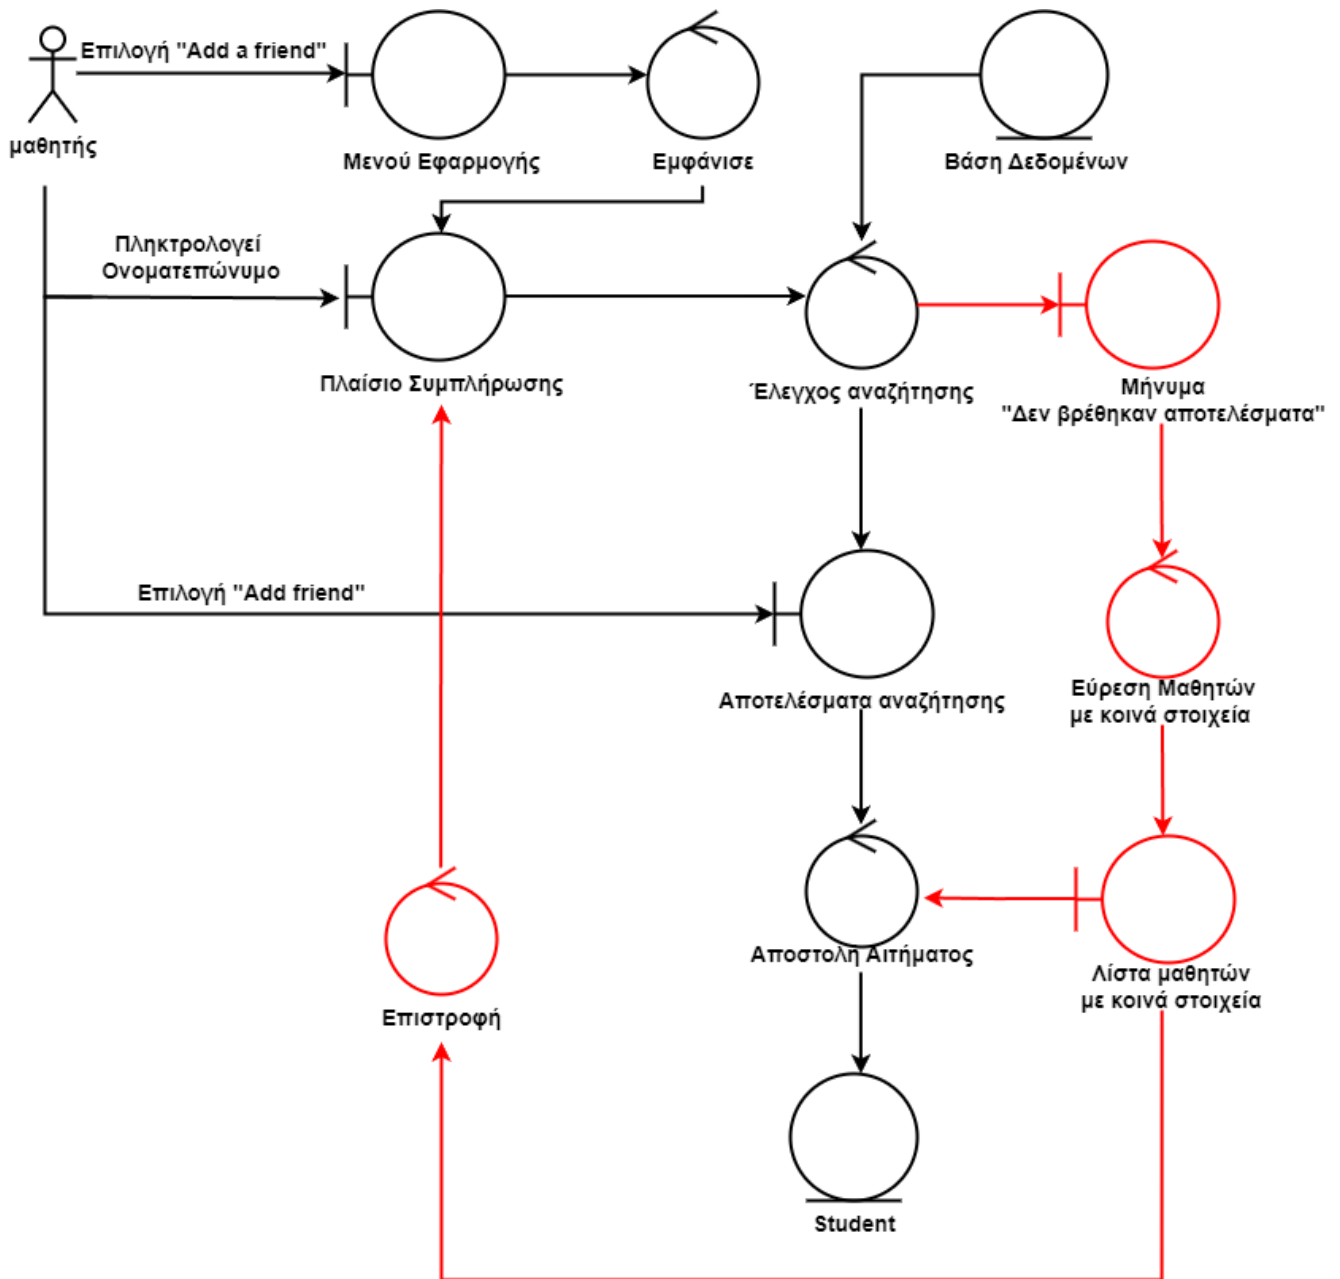 Επιλογή "Add a friend"
μαθητής
Μενού Εφαρμογής
Εμφάνισε
Βάση Δεδομένων
Πληκτρολογεί
Ονοματεπώνυμο
Πλαίσιο Συμπλήρωσης
Έλεγχος αναζήτησης
Μήνυμα
"Δεν βρέθηκαν αποτελέσματα"
Επιλογή "Add friend"
Αποτελέσματα αναζήτησης
Εύρεση Μαθητών
με κοινά στοιχεία
Αποστολή Αιτήματος
Λίστα μαθητών
με κοινά στοιχεία
Επιστροφή
Student